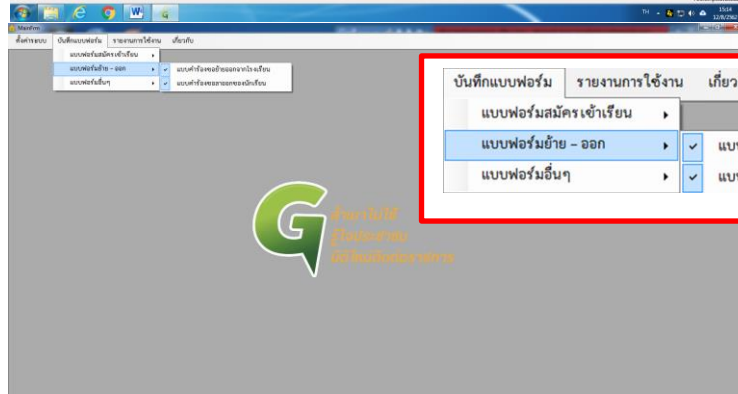 TH
15:14
12/8/2562
Mainfrm
ตั้งค่าระบบ บันทึกแบบฟอร์ม รายงานการใช้งาน เกี่ยวกับ
แบบฟอร์มสมัครเข้าเรียน
แบบฟอร์มย้าย – ออก
แบบคำร้องขอย้ายออกจากโรงเรียน
แบบฟอร์มอื่นๆ
แบบคำร้องขอลาออกของนักเรียน
บันทึกแบบฟอร์ม รายงานการใช้งาน เกี่ยว
แบบฟอร์มสมัครเข้าเรียน
แบบฟอร์มย้าย – ออก
แบบ
แบบฟอร์มอื่นๆ
แบบ